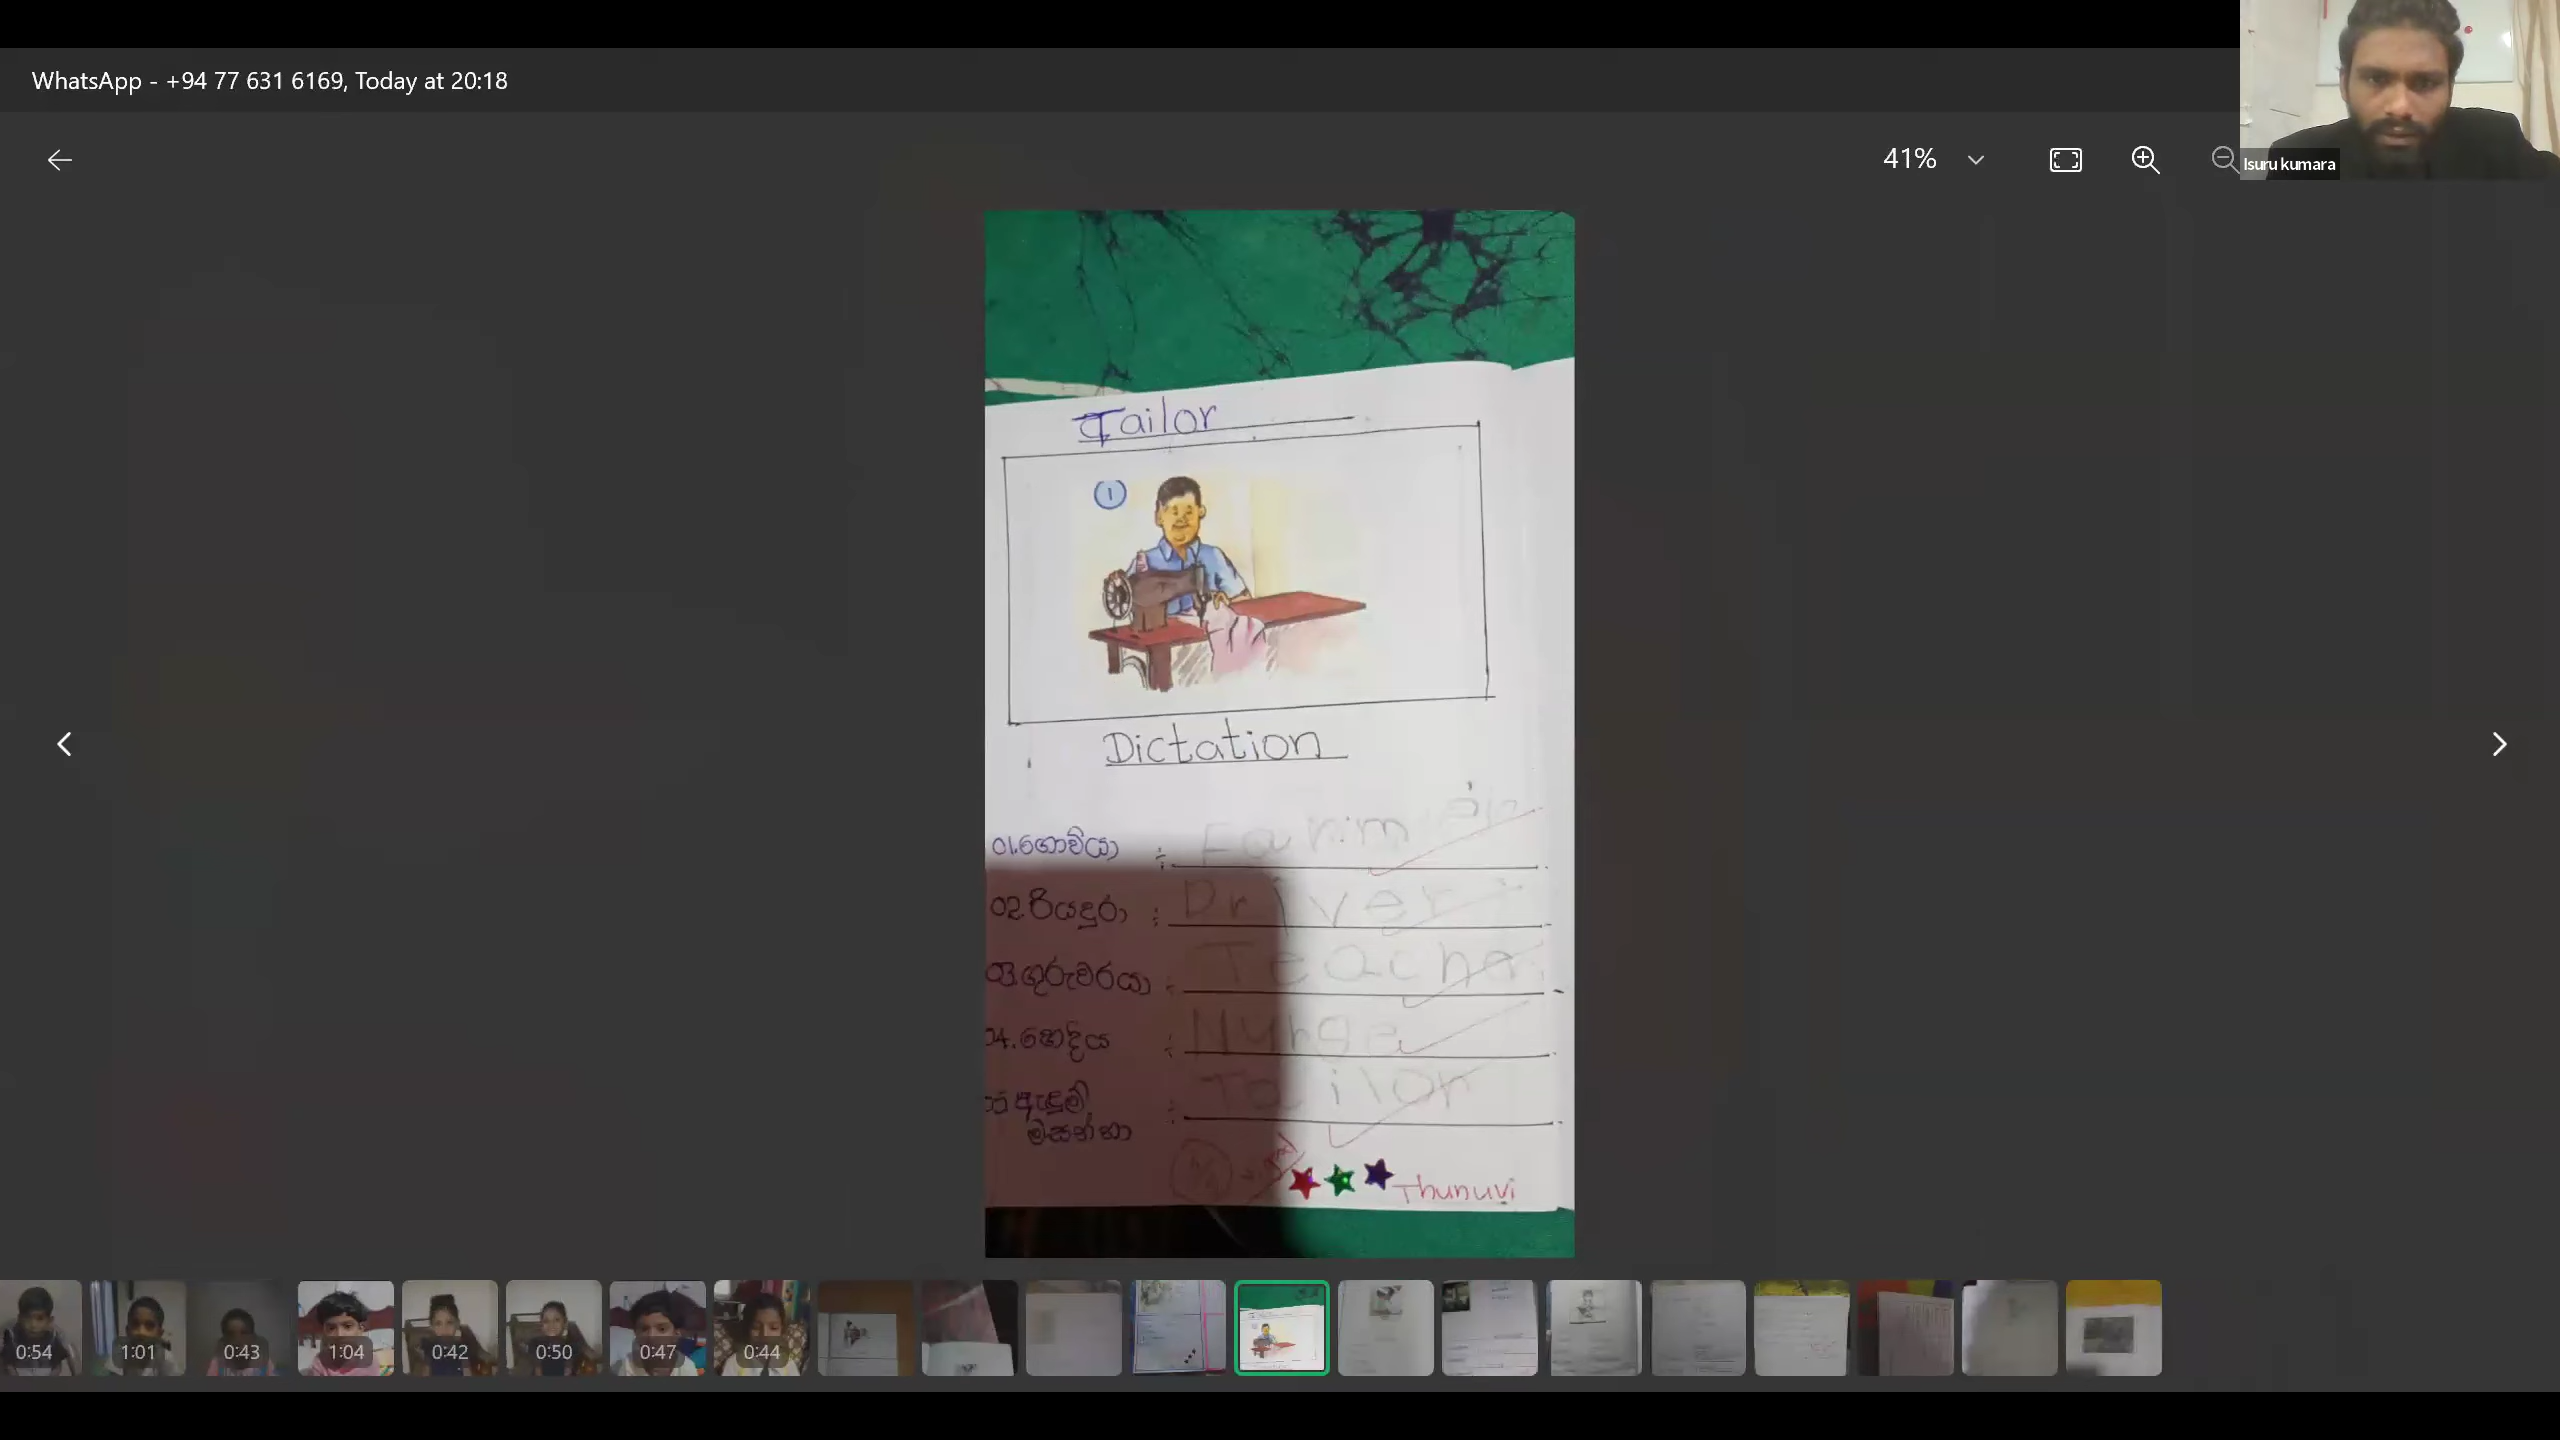 WhatsApp - +94 77 631 6169, Today at 20:18
41%
Isuru kumara
Tailor
1
Dictation
01. ගොවියා : Farm
02. රියදුරා : Driver
03. ගුරුවරයා : Teacher
04. හෙදිය : Nurse
05 ඇඳුම් : Tailor
මසන්නා
Thunuvi
0:54 1:01 0:43 1:04 0:42 0:50 0:47 0:44